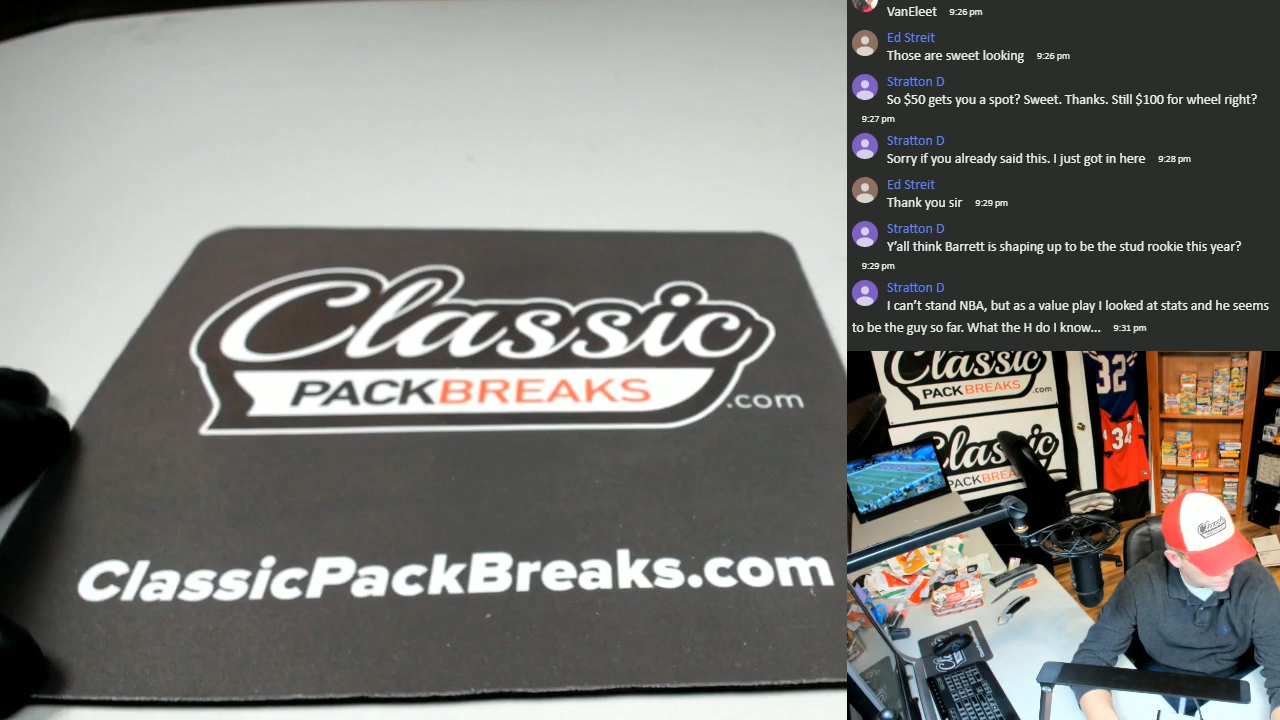 VanEleet 9:26 pm
Ed Streit
Those are sweet looking 9:26 pm
Stratton D
So $50 gets you a spot? Sweet. Thanks. Still $100 for wheel right?
9:27 pm
Stratton D
Sorry if you already said this. I just got in here 9:28 pm
Ed Streit
Thank you sir 9:29 pm
Stratton D
Y'all think Barrett is shaping up to be the stud rookie this year?
9:29 pm
Stratton D
I can't stand NBA, but as a value play I looked at stats and he seems
to be the guy so far. What the H do I know... 9:31 pm
Classic
PACKBREAKS
.com
ClassicPackBreaks.com
Classic
PACKBREAKS
.com
Classic
PACKBREA
32
34
Classic